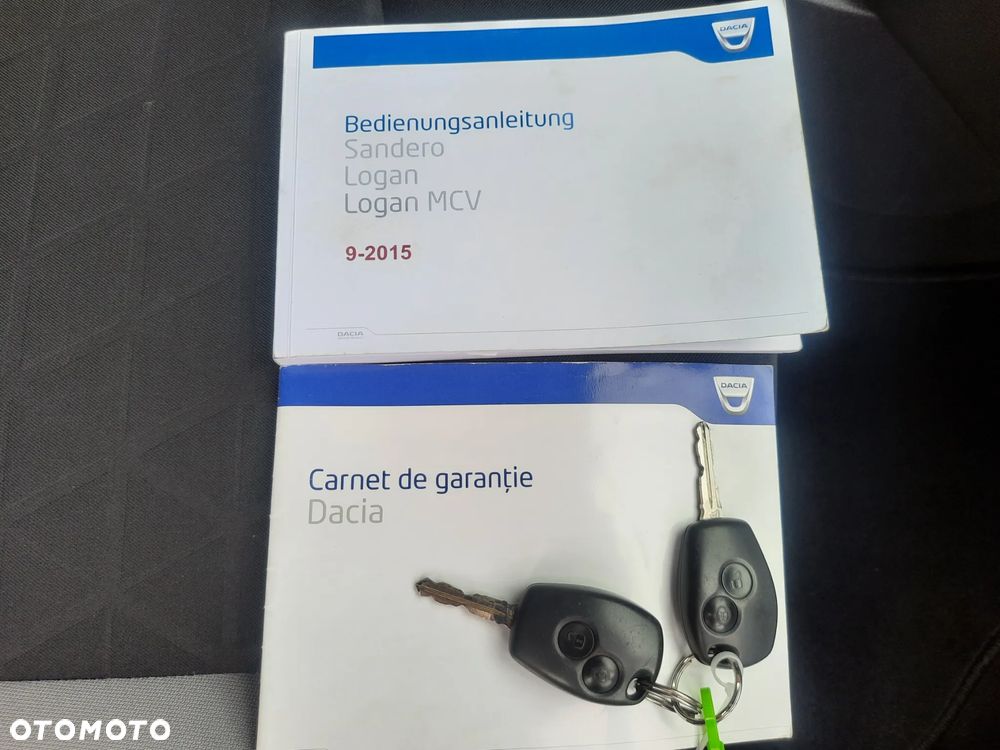 DACIA
Bedienungsanleitung
Sandero
Logan
Logan MCV
9-2015
DACIA
DACIA
Carnet de garanție
Dacia
OTOMOTO